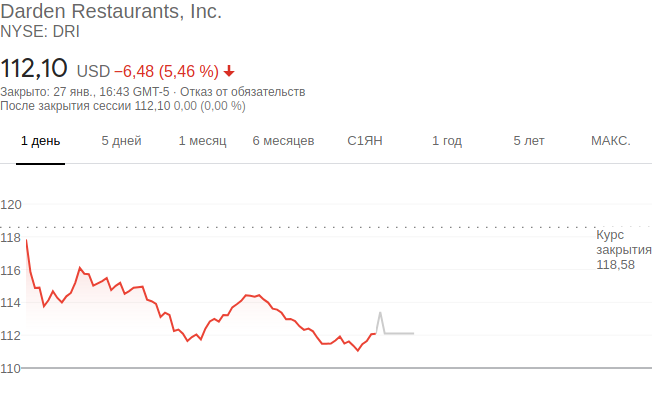 Darden Restaurants, Inc.
NYSE: DRI
112,10 USD −6,48 (5,46 %)
Закрыто: 27 янв., 16:43 GMT-5 · Отказ от обязательств
После закрытия сессии 112,10 0,00 (0,00 %)
1 день 5 дней 1 месяц 6 месяцев С1ЯН 1 год 5 лет МАКС.
120
118
Курс
закрытия
118,58
116
114
112
110